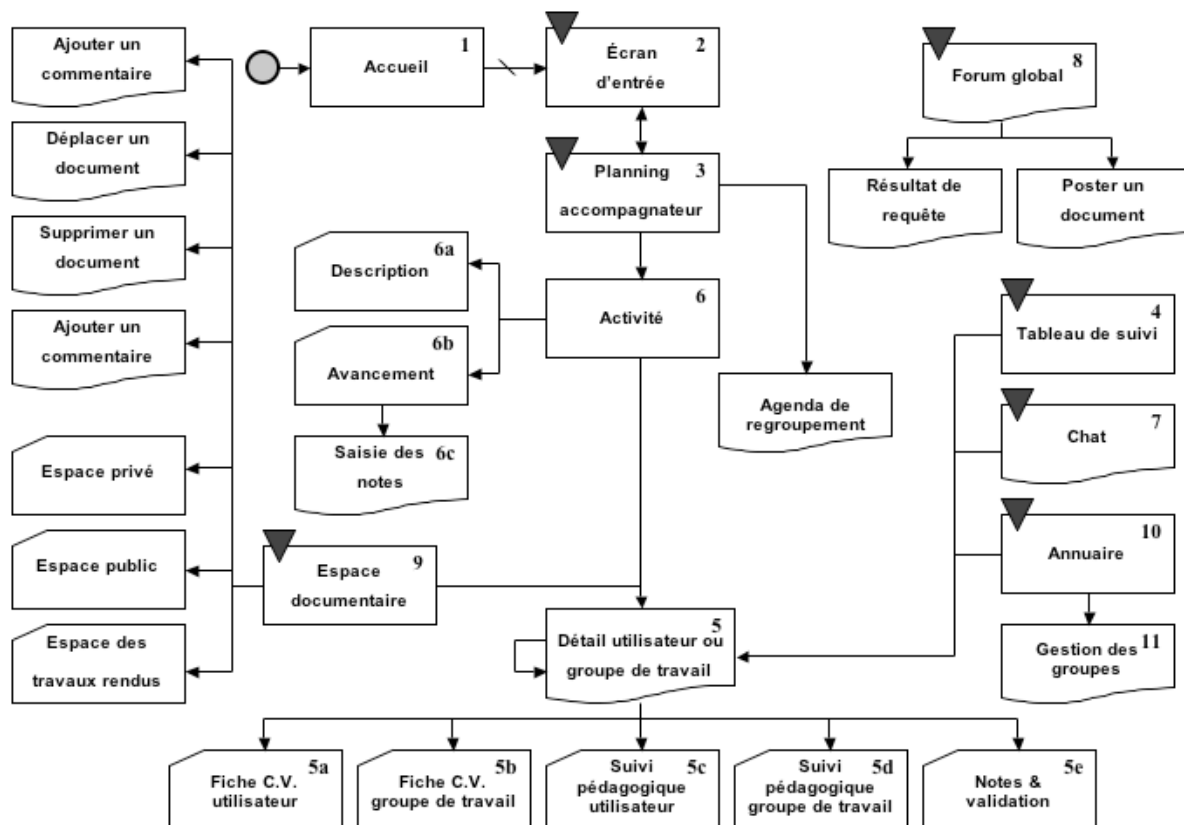 Ajouter un
commentaire
Déplacer un
document
Supprimer un
document
Ajouter un
commentaire
Espace privé
Espace public
Espace des
travaux rendus
1
Accueil
2
Écran
d'entrée
3
Planning
accompagnateur
6a
Description
6
Activité
6b
Avancement
6c
Saisie des
notes
9
Espace
documentaire
Agenda de
regroupement
8
Forum global
Résultat de
requête
Poster un
document
4
Tableau de suivi
7
Chat
10
Annuaire
11
Gestion des
groupes
5
Détail utilisateur ou
groupe de travail
5a
Fiche C.V.
utilisateur
5b
Fiche C.V.
groupe de travail
5c
Suivi
pédagogique
utilisateur
5d
Suivi
pédagogique
groupe de travail
5e
Notes &
validation